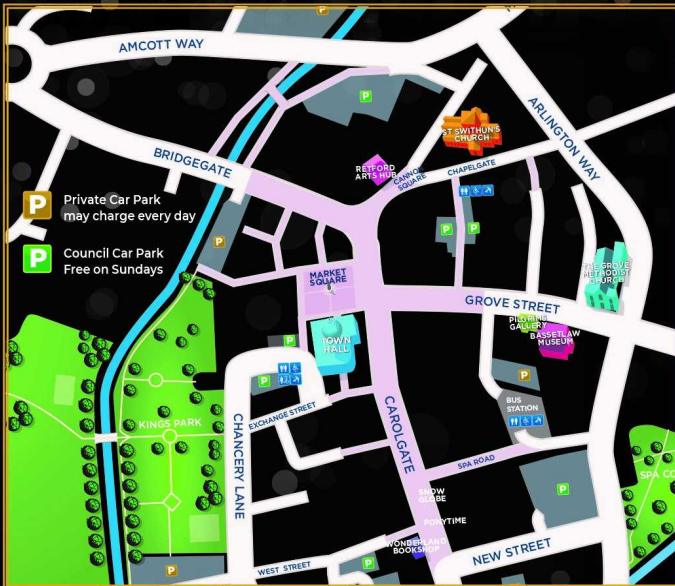 AMCOTT WAY
P
P
ARLINGTON WAY
ST SWITHUN'S
CHURCH
BRIDGEGATE
RETFORD
ARTS HUB
CANNON
SQUARE
CHAPELGATE
P Private Car Park
may charge every day
P
P
P
P Council Car Park
Free on Sundays
THE GROVE
METHODIST
CHURCH
MARKET
SQUARE
GROVE STREET
PILGRIMS
GALLERY
BASSETLAW
MUSEUM
TOWN
HALL
P
P
P
BUS
STATION
KINGS PARK
CHANCERY LANE
EXCHANGE STREET
CAROLGATE
SPA ROAD
SPA CO
SNOW
GLOBE
P
PONYTIME
WONDERLAND
BOOKSHOP
NEW STREET
WEST STREET
P
P